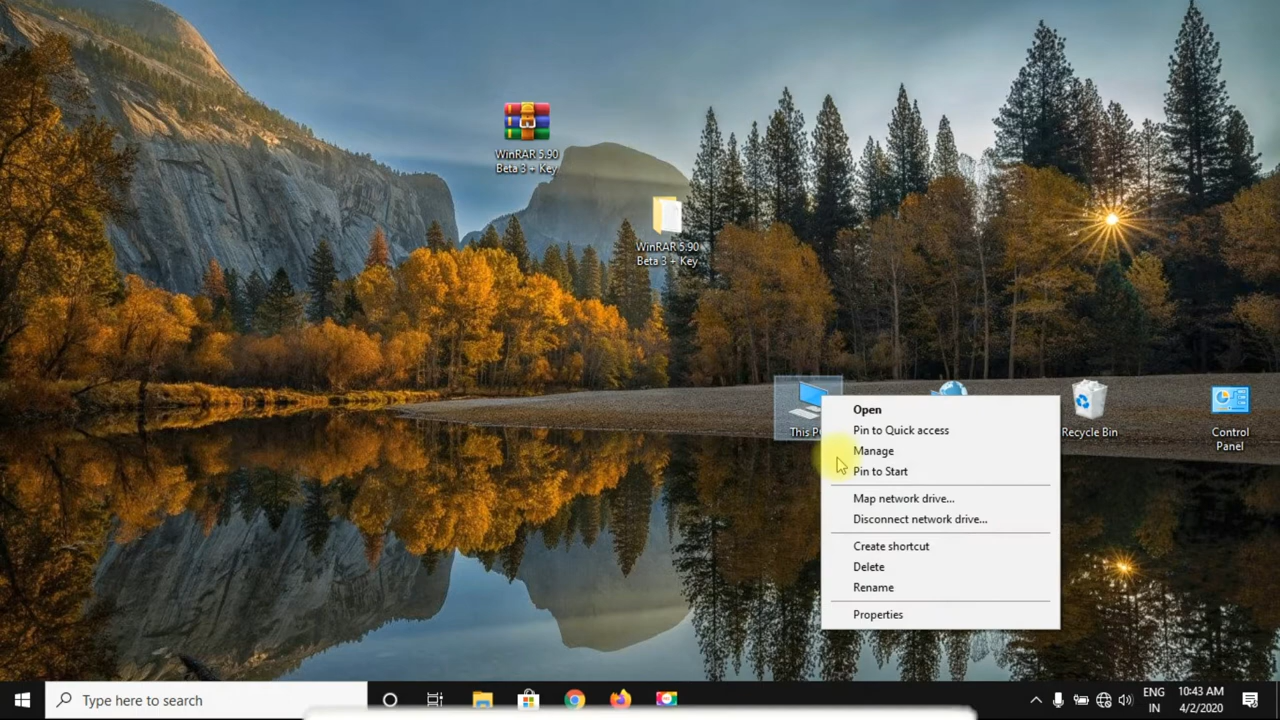 WinRAR 5.90
Beta 3 + Key
WinRAR 5.90
Beta 3 + Key
Recycle Bin
Control
Panel
Open
Pin to Quick access
Manage
Pin to Start
Map network drive...
Disconnect network drive...
Create shortcut
Delete
Rename
Properties
This P
Type here to search
ENG
IN
10:43 AM
4/2/2020